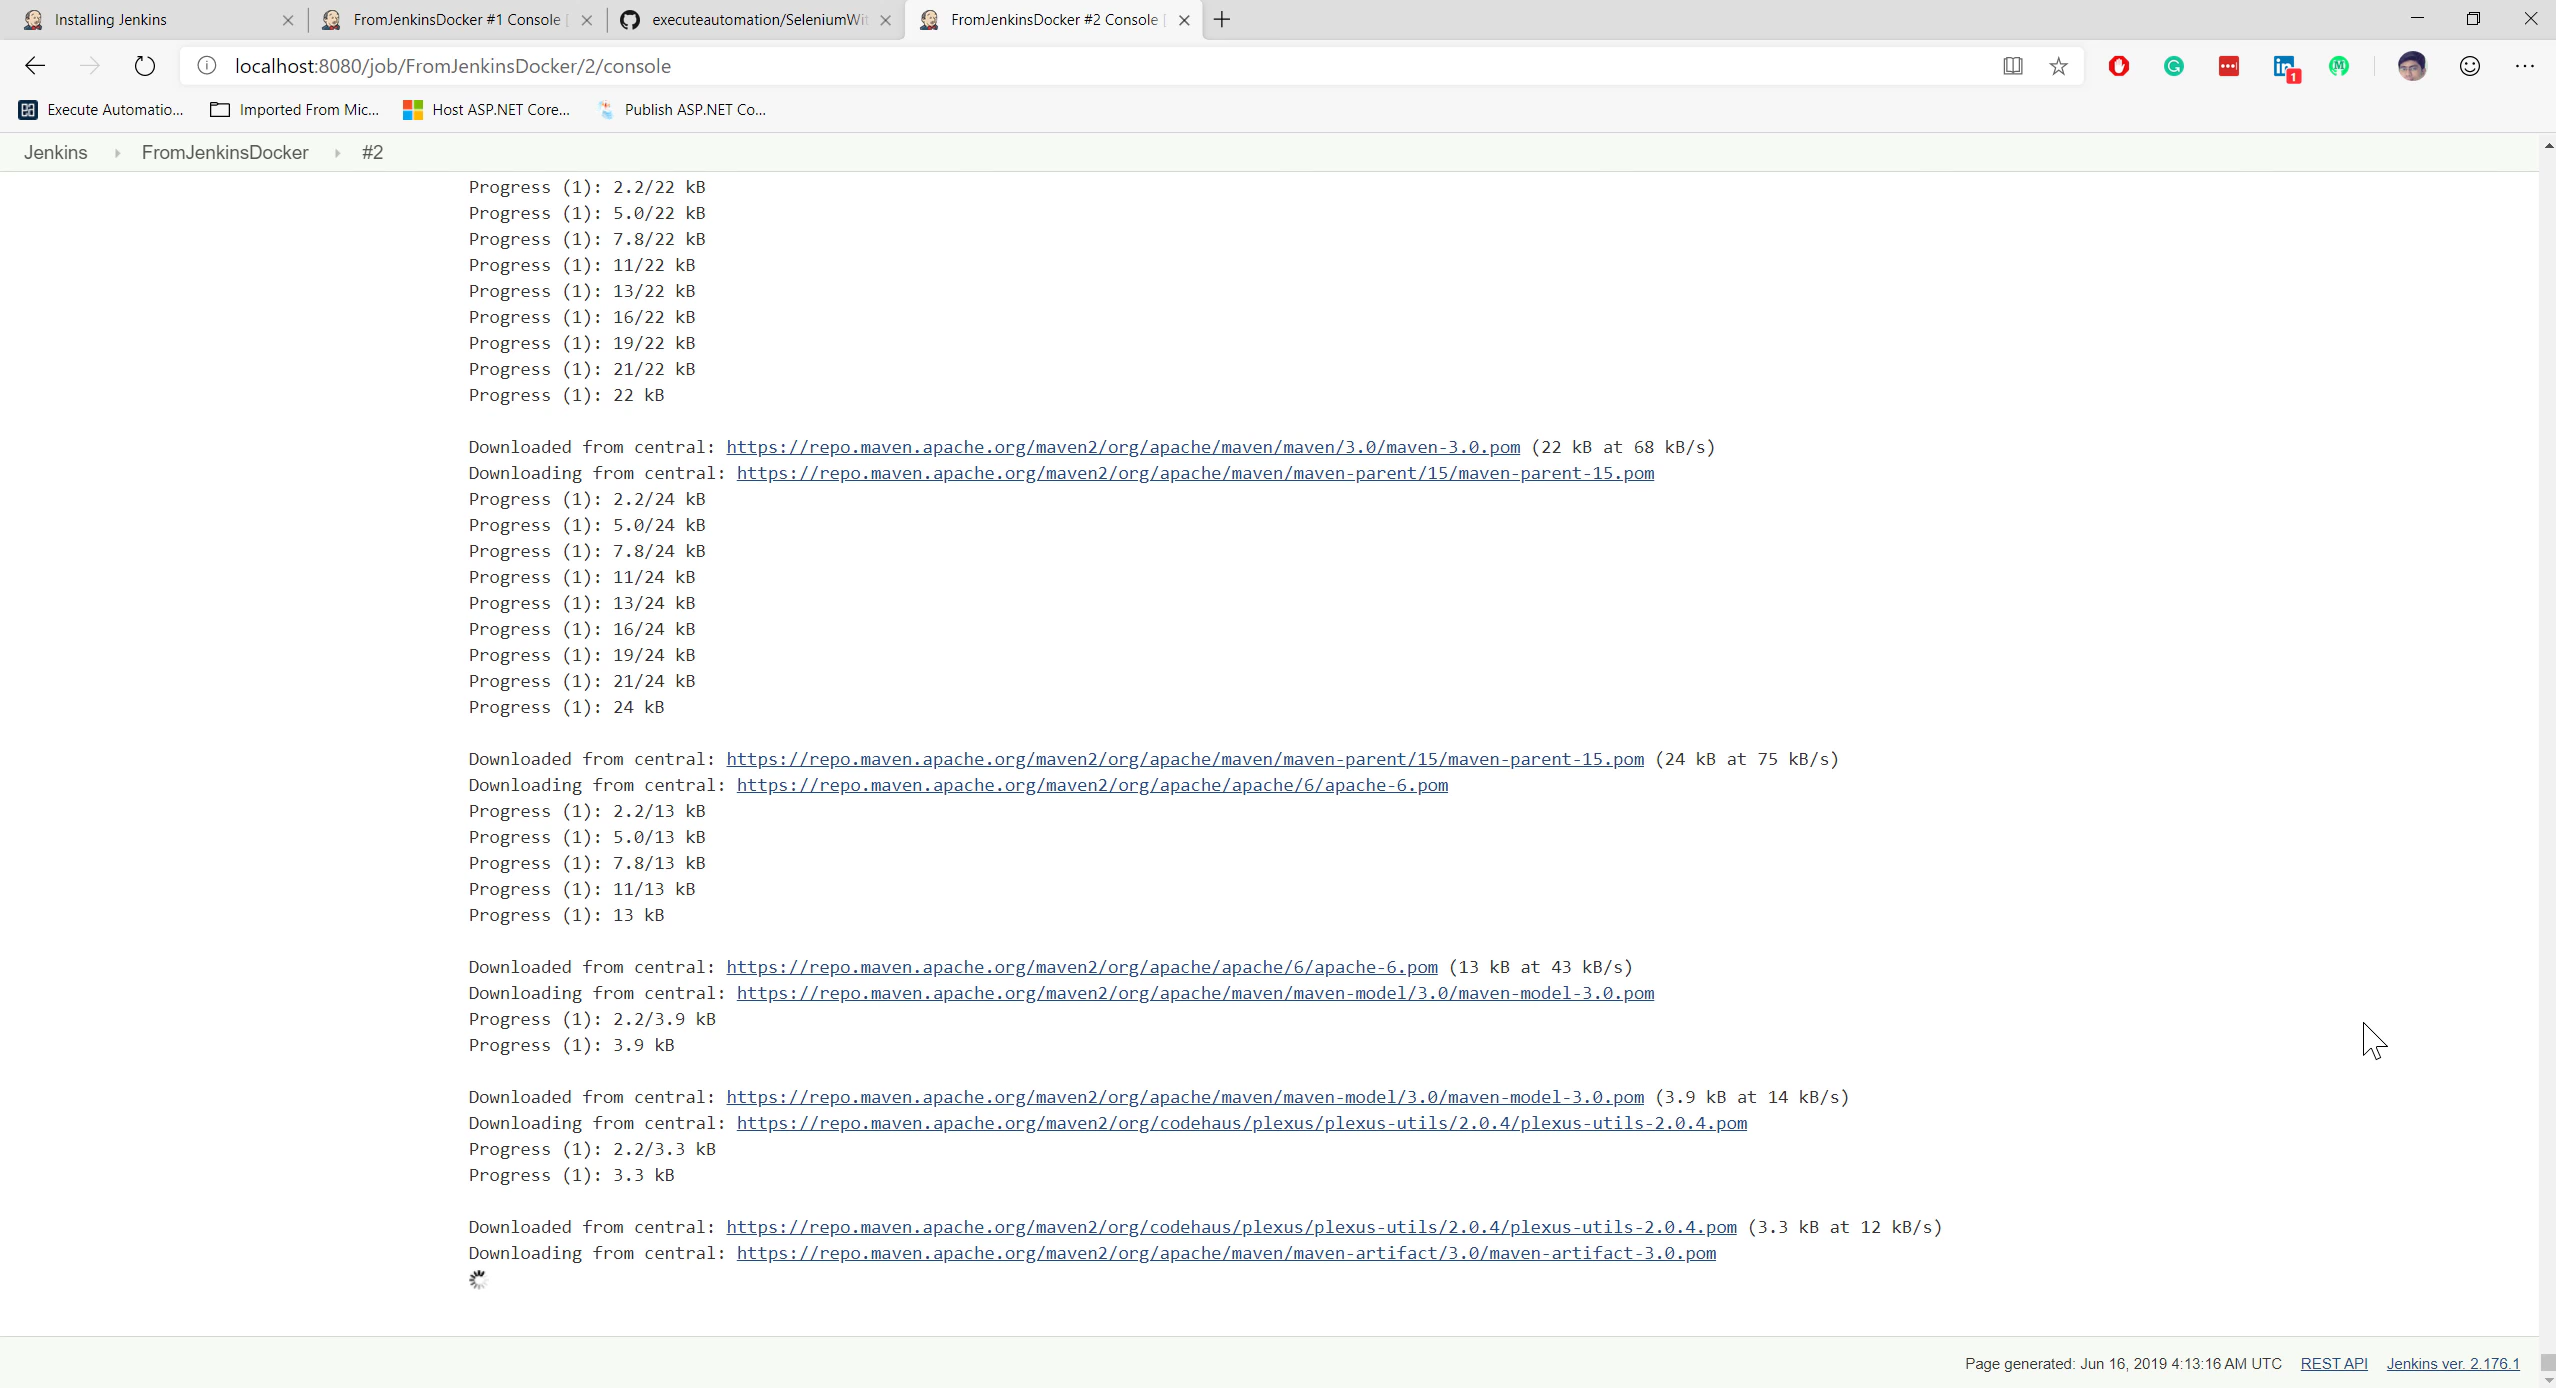 Installing Jenkins
FromJenkinsDocker #1 Console
executeautomation/SeleniumWit
FromJenkinsDocker #2 Console
localhost:8080/job/FromJenkinsDocker/2/console
1
Execute Automatio...
Imported From Mic...
Host ASP.NET Core...
Publish ASP.NET Co...
Jenkins
FromJenkinsDocker
#2
Progress (1): 2.2/22 kB
Progress (1): 5.0/22 kB
Progress (1): 7.8/22 kB
Progress (1): 11/22 kB
Progress (1): 13/22 kB
Progress (1): 16/22 kB
Progress (1): 19/22 kB
Progress (1): 21/22 kB
Progress (1): 22 kB
Downloaded from central: https://repo.maven.apache.org/maven2/org/apache/maven/maven/3.0/maven-3.0.pom (22 kB at 68 kB/s)
Downloading from central: https://repo.maven.apache.org/maven2/org/apache/maven/maven-parent/15/maven-parent-15.pom
Progress (1): 2.2/24 kB
Progress (1): 5.0/24 kB
Progress (1): 7.8/24 kB
Progress (1): 11/24 kB
Progress (1): 13/24 kB
Progress (1): 16/24 kB
Progress (1): 19/24 kB
Progress (1): 21/24 kB
Progress (1): 24 kB
Downloaded from central: https://repo.maven.apache.org/maven2/org/apache/maven/maven-parent/15/maven-parent-15.pom (24 kB at 75 kB/s)
Downloading from central: https://repo.maven.apache.org/maven2/org/apache/apache/6/apache-6.pom
Progress (1): 2.2/13 kB
Progress (1): 5.0/13 kB
Progress (1): 7.8/13 kB
Progress (1): 11/13 kB
Progress (1): 13 kB
Downloaded from central: https://repo.maven.apache.org/maven2/org/apache/apache/6/apache-6.pom (13 kB at 43 kB/s)
Downloading from central: https://repo.maven.apache.org/maven2/org/apache/maven/maven-model/3.0/maven-model-3.0.pom
Progress (1): 2.2/3.9 kB
Progress (1): 3.9 kB
Downloaded from central: https://repo.maven.apache.org/maven2/org/apache/maven/maven-model/3.0/maven-model-3.0.pom (3.9 kB at 14 kB/s)
Downloading from central: https://repo.maven.apache.org/maven2/org/codehaus/plexus/plexus-utils/2.0.4/plexus-utils-2.0.4.pom
Progress (1): 2.2/3.3 kB
Progress (1): 3.3 kB
Downloaded from central: https://repo.maven.apache.org/maven2/org/codehaus/plexus/plexus-utils/2.0.4/plexus-utils-2.0.4.pom (3.3 kB at 12 kB/s)
Downloading from central: https://repo.maven.apache.org/maven2/org/apache/maven/maven-artifact/3.0/maven-artifact-3.0.pom
Page generated: Jun 16, 2019 4:13:16 AM UTC REST API Jenkins ver. 2.176.1